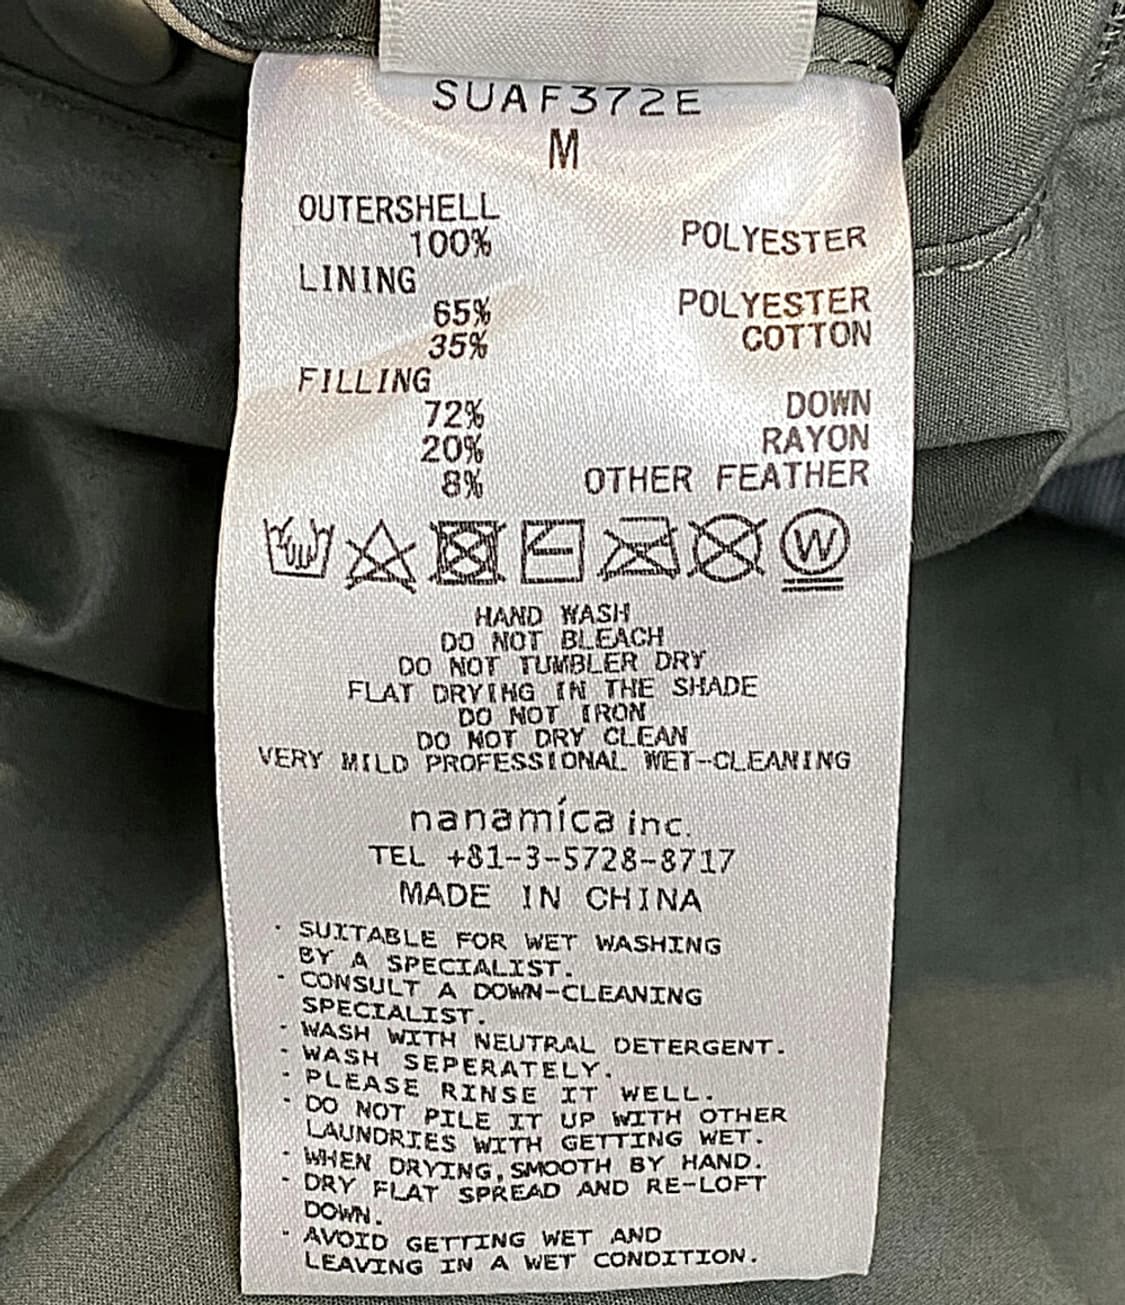 SUAF372E
M
OUTERSHELL
100% POLYESTER
LINING
65% POLYESTER
35% COTTON
FILLING
72% DOWN
20% RAYON
8% OTHER FEATHER
W
HAND WASH
DO NOT BLEACH
DO NOT TUMBLER DRY
FLAT DRYING IN THE SHADE
DO NOT IRON
DO NOT DRY CLEAN
VERY MILD PROFESSIONAL WET-CLEANING
nanamíca inc.
TEL +81-3-5728-8717
MADE IN CHINA
· SUITABLE FOR WET WASHING
BY A SPECIALIST.
· CONSULT A DOWN-CLEANING
SPECIALIST.
· WASH WITH NEUTRAL DETERGENT.
· WASH SEPERATELY.
· PLEASE RINSE IT WELL.
· DO NOT PILE IT UP WITH OTHER
LAUNDRIES WITH GETTING WET.
· WHEN DRYING, SMOOTH BY HAND.
· DRY FLAT SPREAD AND RE-LOFT
DOWN.
· AVOID GETTING WET AND
LEAVING IN A WET CONDITION.